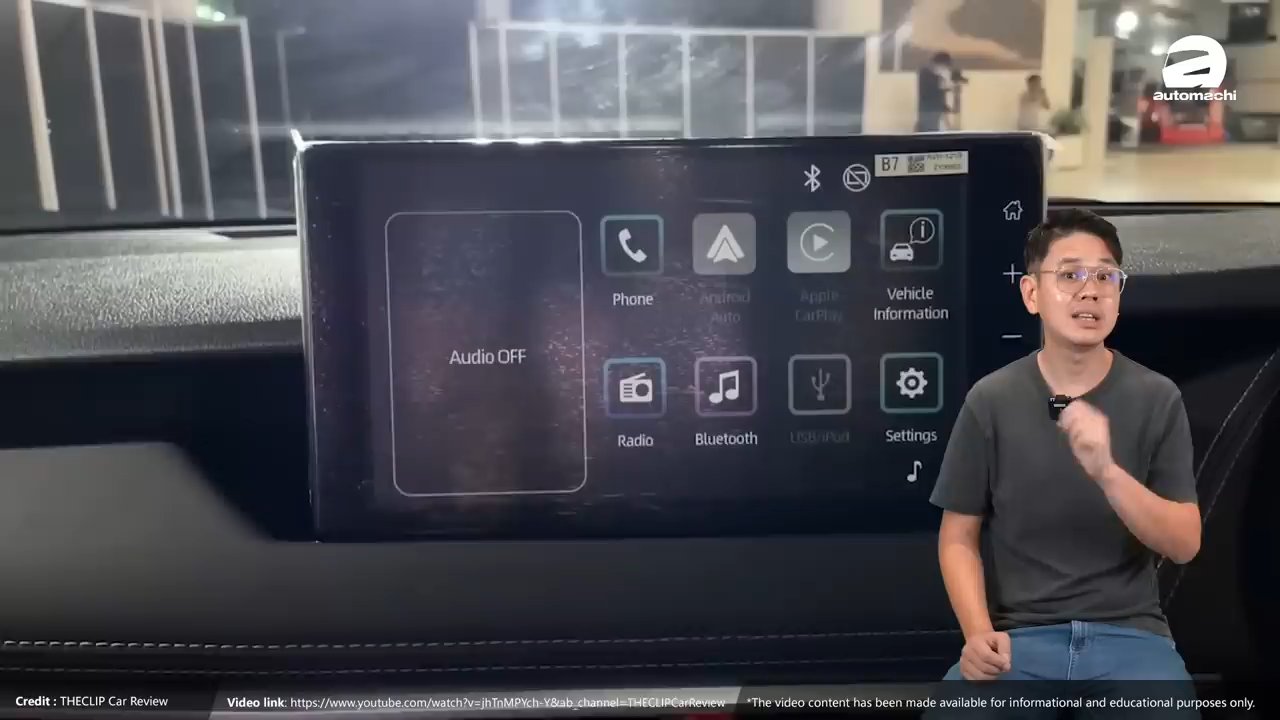 automachi
B7
Phone
Android
Auto
Apple
CarPlay
Vehicle
Information
Audio OFF
Radio
Bluetooth
USB/iPod
Settings
Credit : THECLIP Car Review
Video link: https://www.youtube.com/watch?v=jhTnMPYch-Y&ab_channel=THECLIPCarReview
*The video content has been made available for informational and educational purposes only.